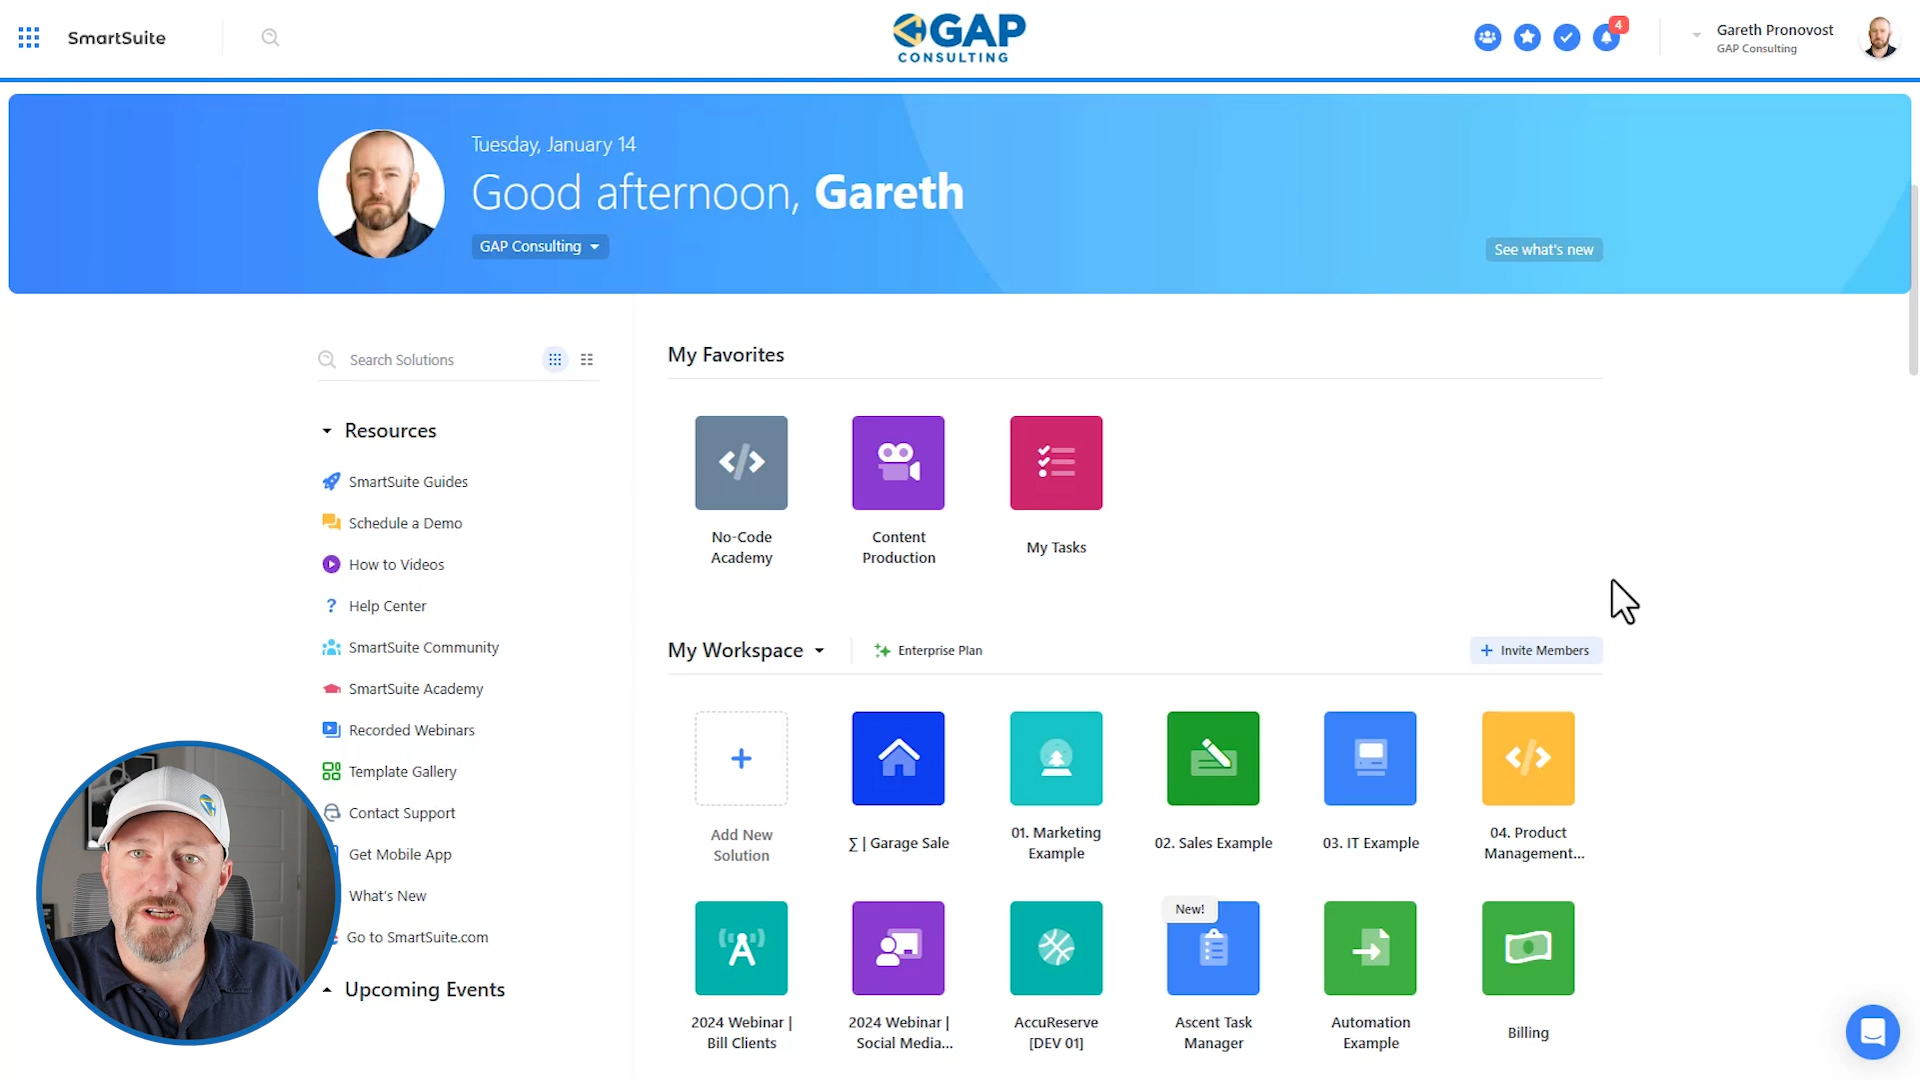 SmartSuite
GAP
CONSULTING
4
Gareth Pronovost
GAP Consulting
Tuesday, January 14
Good afternoon, Gareth
GAP Consulting
See what's new
Search Solutions
Resources
SmartSuite Guides
Schedule a Demo
How to Videos
Help Center
SmartSuite Community
SmartSuite Academy
Recorded Webinars
Template Gallery
Contact Support
Get Mobile App
What's New
Go to SmartSuite.com
Upcoming Events
My Favorites
No-Code
Academy
Content
Production
My Tasks
My Workspace
Enterprise Plan
Invite Members
Add New
Solution
∑ | Garage Sale
01. Marketing
Example
02. Sales Example
03. IT Example
04. Product
Management...
2024 Webinar |
Bill Clients
2024 Webinar |
Social Media...
AccuReserve
[DEV 01]
New!
Ascent Task
Manager
Automation
Example
Billing